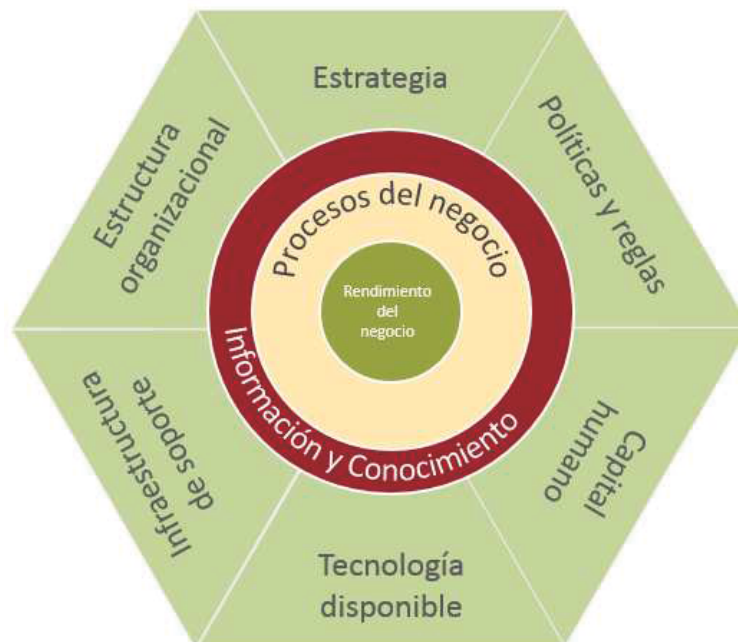 Estrategia
Políticas y reglas
Capital
humano
Tecnología
disponible
Infraestructura
de soporte
Estructura
organizacional
Procesos del negocio
Información y Conocimiento
Rendimiento
del
negocio